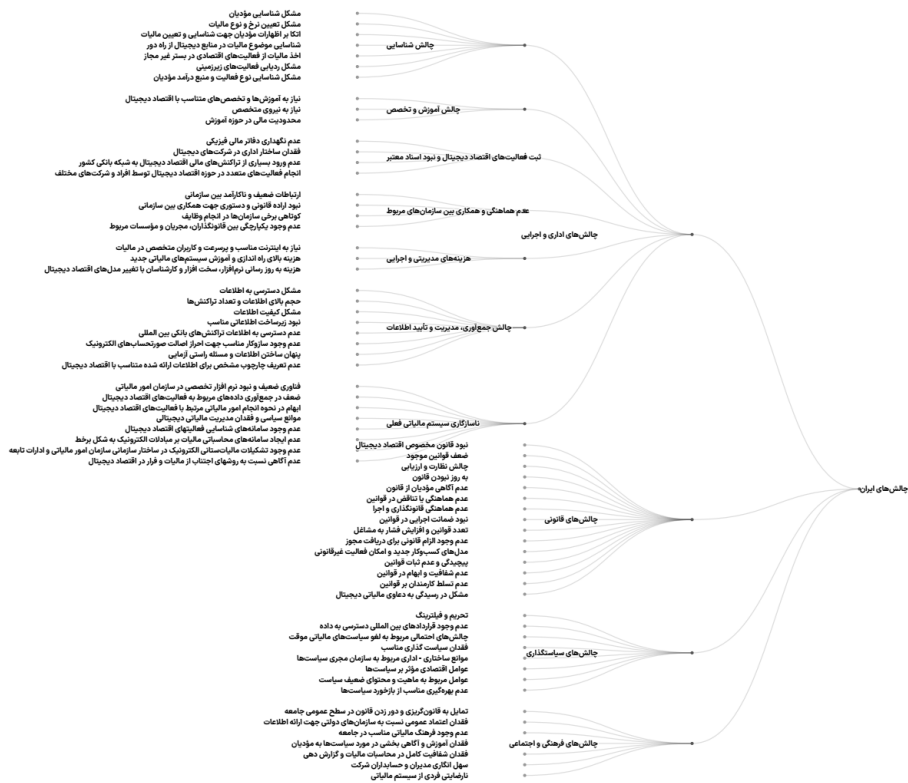 چالش‌های ایران
چالش‌های اداری و اجرایی
چالش شناسایی
مشکل شناسایی مؤدیان
مشکل تعیین نرخ و نوع مالیات
اتکا بر اظهارات مؤدیان جهت شناسایی و تعیین مالیات
شناسایی موضوع مالیات در منابع دیجیتال از راه دور
اخذ مالیات از فعالیت‌های اقتصادی در بستر غیر مجاز
مشکل ردیابی فعالیت‌های زیرزمینی
مشکل شناسایی نوع فعالیت و منبع درآمد مؤدیان
چالش آموزش و تخصص
نیاز به آموزش‌ها و تخصص‌های متناسب با اقتصاد دیجیتال
نیاز به نیروی متخصص
محدودیت مالی در حوزه آموزش
ثبت فعالیت‌های اقتصاد دیجیتال و نبود اسناد معتبر
عدم نگهداری دفاتر مالی فیزیکی
فقدان ساختار اداری در شرکت‌های دیجیتال
عدم ورود بسیاری از تراکنش‌های مالی اقتصاد دیجیتال به شبکه بانکی کشور
انجام فعالیت‌های متعدد در حوزه اقتصاد دیجیتال توسط افراد و شرکت‌های مختلف
عدم هماهنگی و همکاری بین سازمان‌های مربوط
ارتباطات ضعیف و ناکارآمد بین سازمانی
نبود اراده قانونی و دستوری جهت همکاری بین سازمانی
کوتاهی برخی سازمان‌ها در انجام وظایف
عدم وجود یکپارچگی بین قانونگذاران، مجریان و مؤسسات مربوط
هزینه‌های مدیریتی و اجرایی
نیاز به اینترنت مناسب و پرسرعت و کاربران متخصص در مالیات
هزینه بالای راه اندازی و آموزش سیستم‌های مالیاتی جدید
هزینه به روز رسانی نرم‌افزار، سخت افزار و کارشناسان با تغییر مدل‌های اقتصاد دیجیتال
چالش جمع‌آوری، مدیریت و تأیید اطلاعات
مشکل دسترسی به اطلاعات
حجم بالای اطلاعات و تعداد تراکنش‌ها
مشکل کیفیت اطلاعات
نبود زیرساخت اطلاعاتی مناسب
عدم دسترسی به اطلاعات تراکنش‌های بانکی بین المللی
عدم وجود سازوکار مناسب جهت احراز اصالت صورتحساب‌های الکترونیک
پنهان ساختن اطلاعات و مسئله راستی آزمایی
عدم تعریف چارچوب مشخص برای اطلاعات ارائه شده متناسب با اقتصاد دیجیتال
ناسازگاری سیستم مالیاتی فعلی
فناوری ضعیف و نبود نرم افزار تخصصی در سازمان امور مالیاتی
ضعف در جمع‌آوری داده‌های مربوط به فعالیت‌های اقتصاد دیجیتال
ابهام در نحوه انجام امور مالیاتی مرتبط با فعالیت‌های اقتصاد دیجیتال
موانع سیاسی و فقدان مدیریت مالیاتی دیجیتالی
عدم وجود سامانه‌های شناسایی فعالیتهای اقتصاد دیجیتال
عدم ایجاد سامانه‌های محاسباتی مالیات بر مبادلات الکترونیک به شکل برخط
عدم وجود تشکیلات مالیات‌ستانی الکترونیک در ساختار سازمانی سازمان امور مالیاتی و ادارات تابعه
عدم آگاهی نسبت به روشهای اجتناب از مالیات و فرار در اقتصاد دیجیتال
چالش‌های قانونی
نبود قانون مخصوص اقتصاد دیجیتال
ضعف قوانین موجود
چالش نظارت و ارزیابی
به روز نبودن قانون
عدم آگاهی مؤدیان از قانون
عدم هماهنگی یا تناقض در قوانین
عدم هماهنگی قانونگذاری و اجرا
نبود ضمانت اجرایی در قوانین
تعدد قوانین و افزایش فشار به مشاغل
عدم وجود الزام قانونی برای دریافت مجوز
مدل‌های کسب‌وکار جدید و امکان فعالیت غیرقانونی
پیچیدگی و عدم ثبات قوانین
عدم شفافیت و ابهام در قوانین
عدم تسلط کارمندان بر قوانین
مشکل در رسیدگی به دعاوی مالیاتی دیجیتال
چالش‌های سیاستگذاری
تحریم و فیلترینگ
عدم وجود قراردادهای بین المللی دسترسی به داده
چالش‌های احتمالی مربوط به لغو سیاست‌های مالیاتی موقت
فقدان سیاست گذاری مناسب
موانع ساختاری - اداری مربوط به سازمان مجری سیاست‌ها
عوامل اقتصادی مؤثر بر سیاست‌ها
عوامل مربوط به ماهیت و محتوای ضعیف سیاست
عدم بهره‌گیری مناسب از بازخورد سیاست‌ها
چالش‌های فرهنگی و اجتماعی
تمایل به قانون‌گریزی و دور زدن قانون در سطح عمومی جامعه
فقدان اعتماد عمومی نسبت به سازمان‌های دولتی جهت ارائه اطلاعات
عدم وجود فرهنگ مالیاتی مناسب در جامعه
فقدان آموزش و آگاهی بخشی در مورد سیاست‌ها به مؤدیان
فقدان شفافیت کامل در محاسبات مالیات و گزارش دهی
سهل انگاری مدیران و حسابداران شرکت
نارضایتی فردی از سیستم مالیاتی